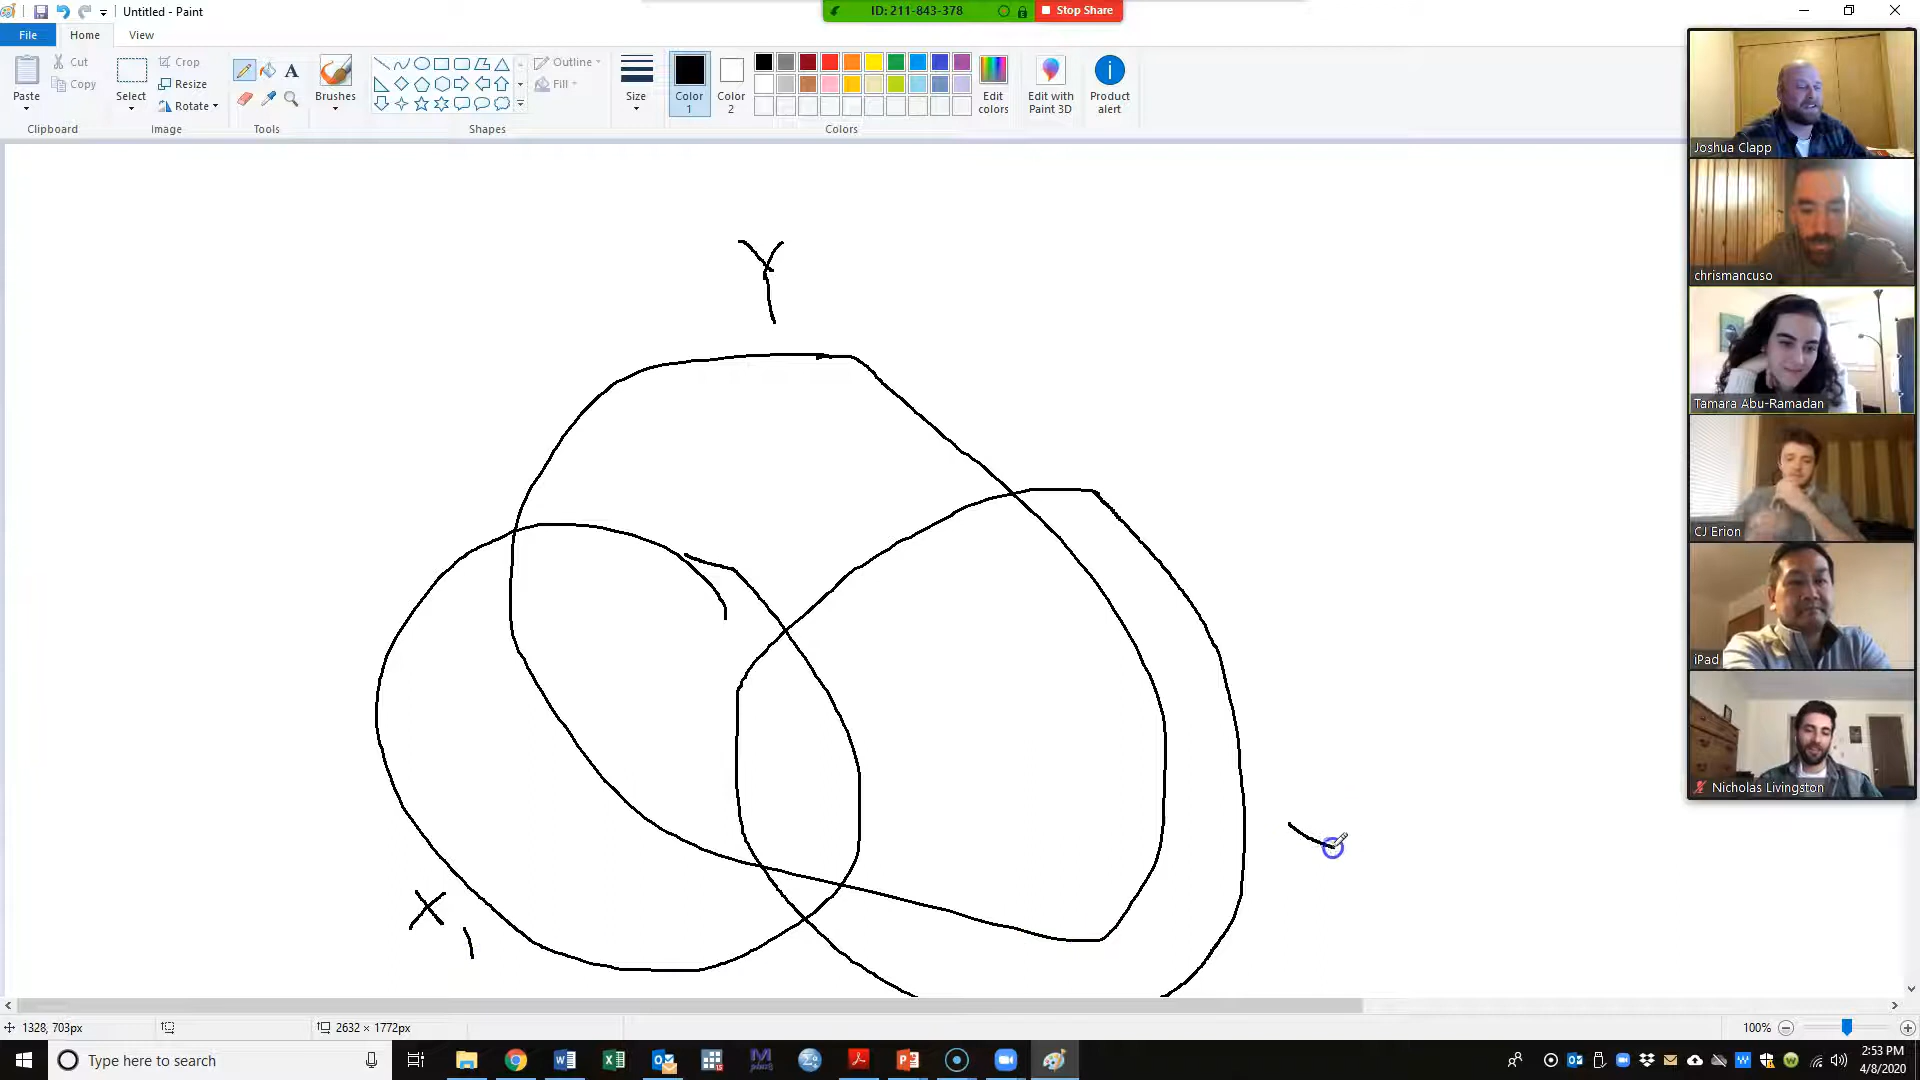 Untitled - Paint
ID: 211-843-378
Stop Share
File
Home
View
Paste
Cut
Copy
Clipboard
Select
Crop
Resize
Rotate
Image
A
Tools
Brushes
Outline
Fill
Shapes
Size
Color 1
Color 2
Edit colors
Colors
Edit with Paint 3D
Product alert
Joshua Clapp
chrismancuso
Tamara Abu-Ramadan
CJ Erion
iPad
Nicholas Livingston
Y
X1
1328, 703px
2632 × 1772px
100%
Type here to search
2:53 PM
4/8/2020